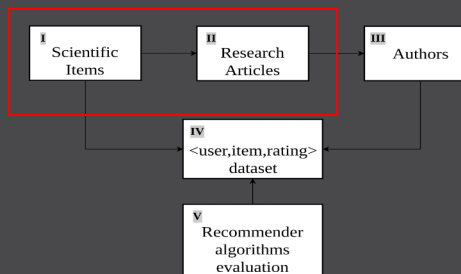 I
Scientific
Items
II
Research
Articles
III
Authors
IV
<user,item,rating>
dataset
V
Recommender
algorithms
evaluation